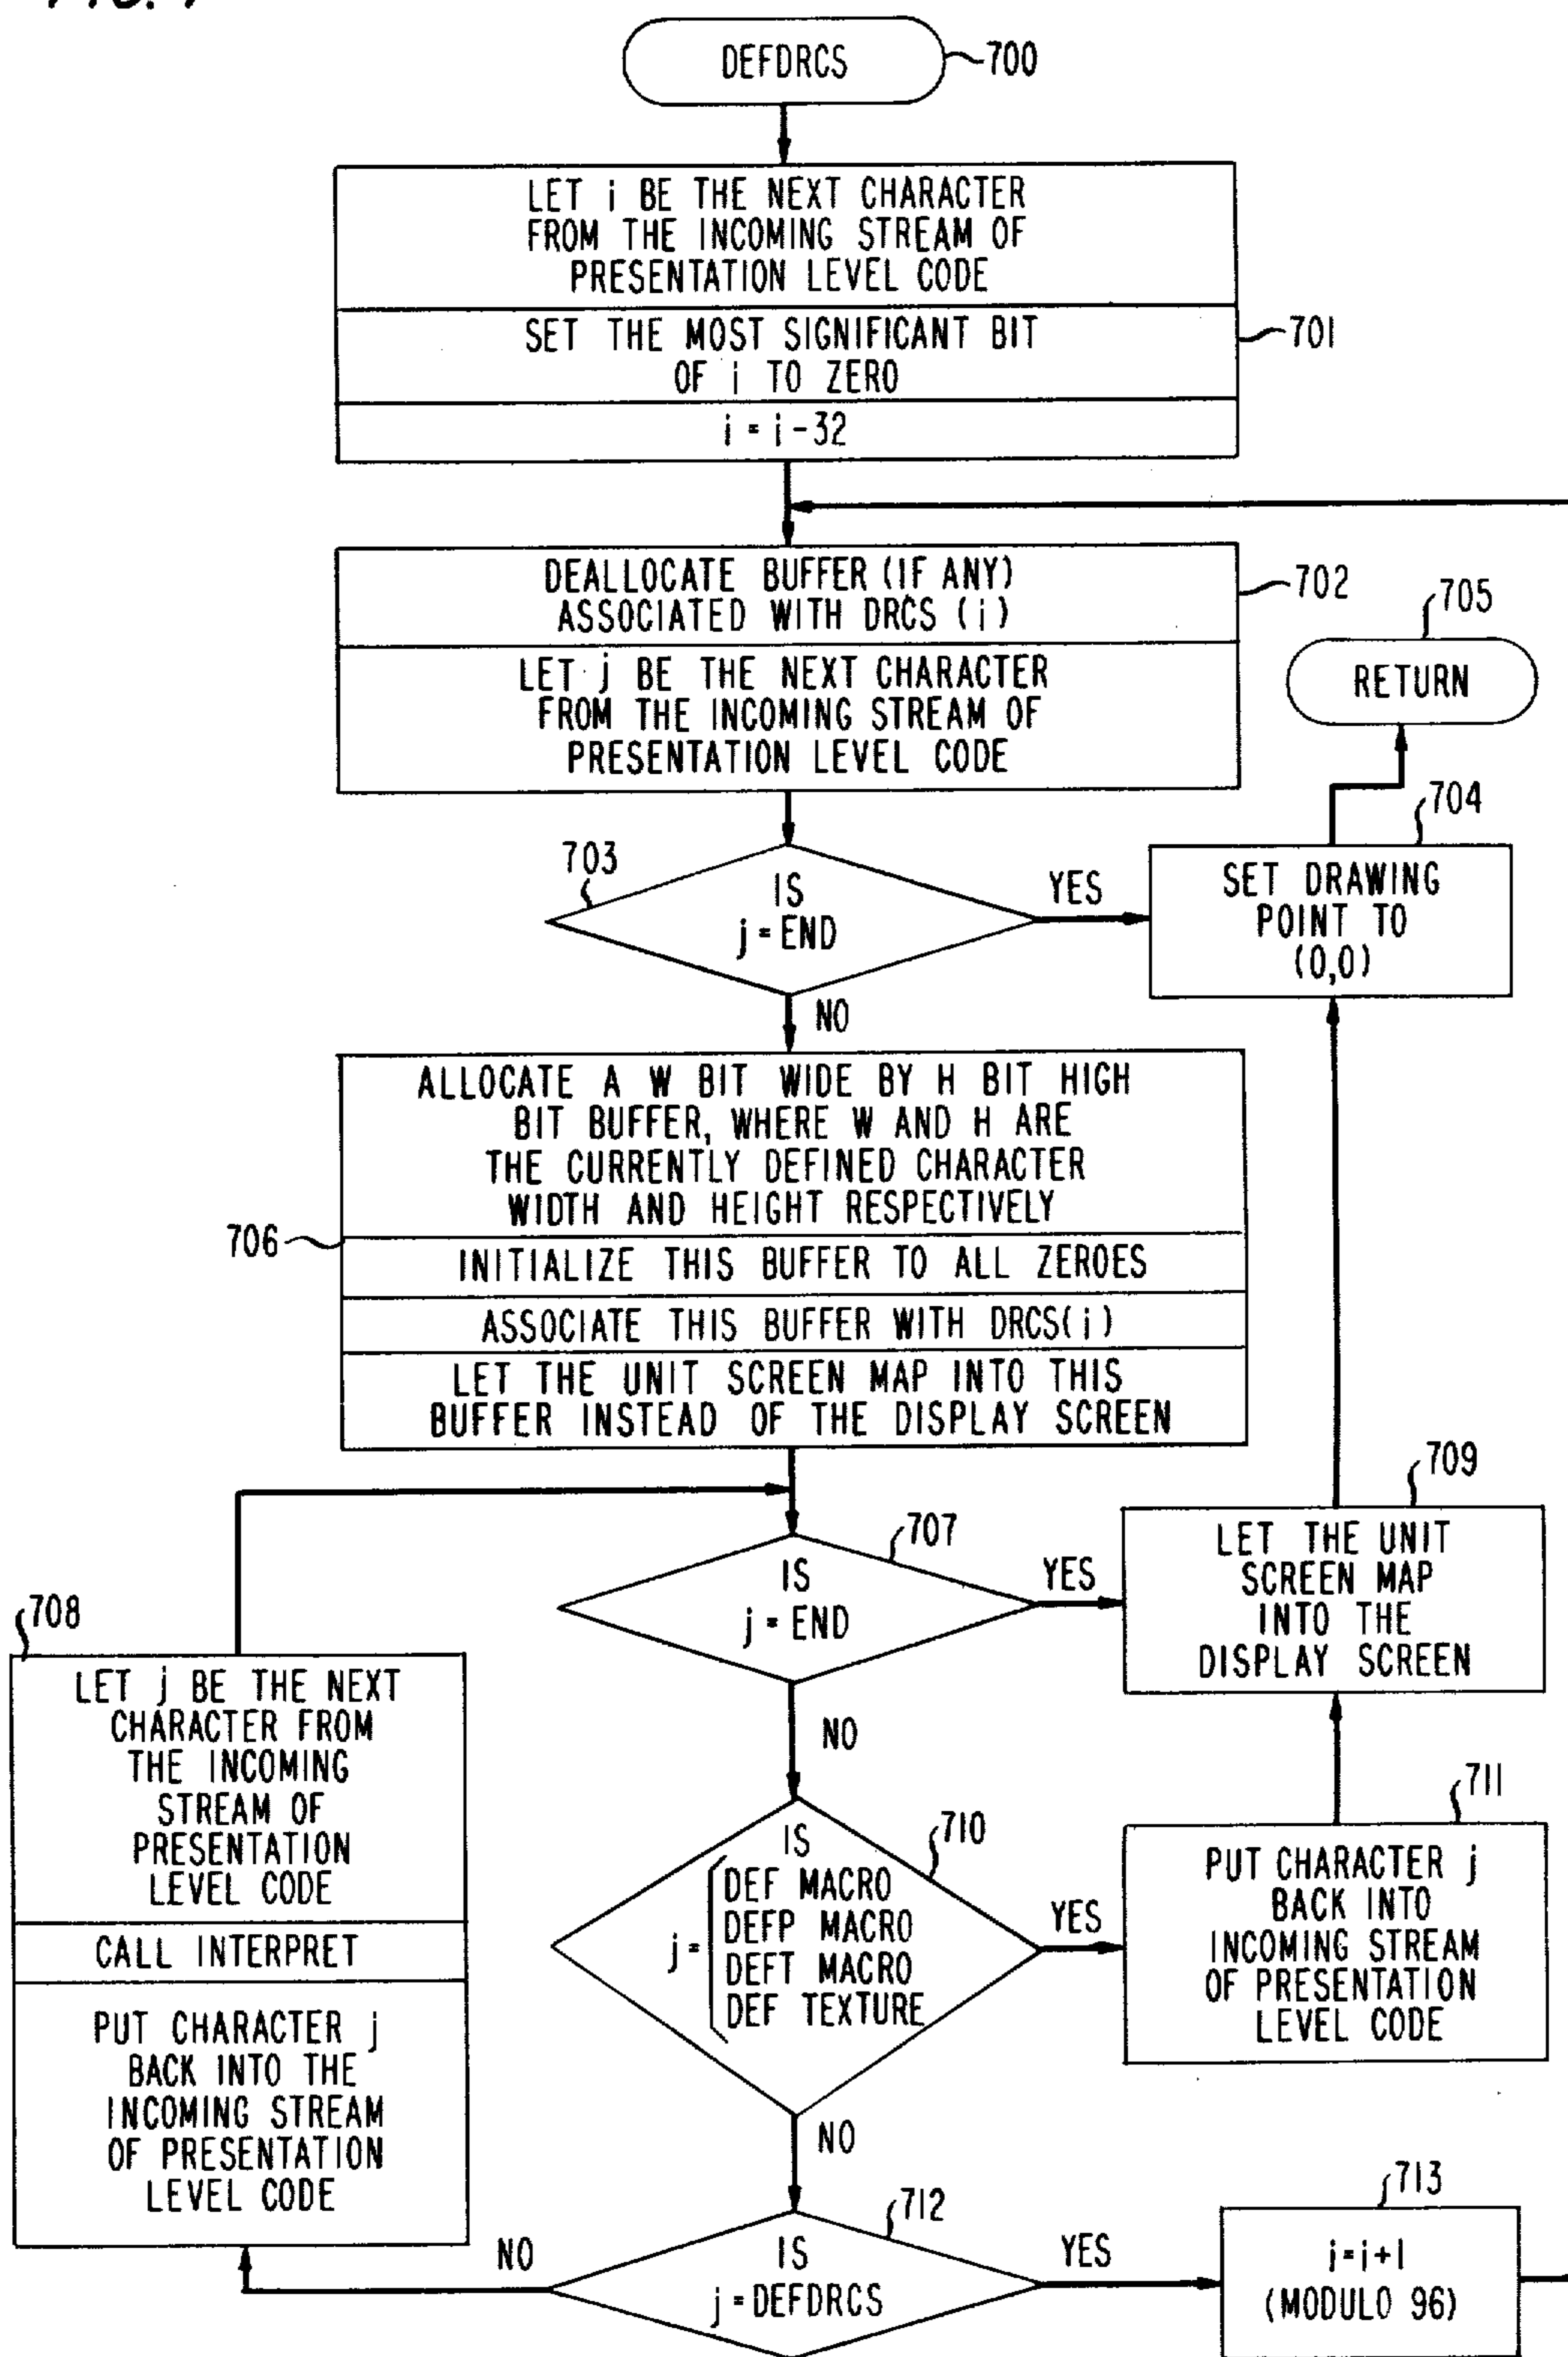 DEFDRCS
700
LET i BE THE NEXT CHARACTER
FROM THE INCOMING STREAM OF
PRESENTATION LEVEL CODE
SET THE MOST SIGNIFICANT BIT
OF i TO ZERO
701
i = i-32
DEALLOCATE BUFFER (IF ANY)
ASSOCIATED WITH DRCS (i)
702
LET j BE THE NEXT CHARACTER
FROM THE INCOMING STREAM OF
PRESENTATION LEVEL CODE
705
RETURN
703
IS
j = END
YES
NO
704
SET DRAWING
POINT TO
(0,0)
ALLOCATE A W BIT WIDE BY H BIT HIGH
BIT BUFFER, WHERE W AND H ARE
THE CURRENTLY DEFINED CHARACTER
WIDTH AND HEIGHT RESPECTIVELY
706
INITIALIZE THIS BUFFER TO ALL ZEROES
ASSOCIATE THIS BUFFER WITH DRCS(i)
LET THE UNIT SCREEN MAP INTO THIS
BUFFER INSTEAD OF THE DISPLAY SCREEN
707
IS
j = END
YES
NO
709
LET THE UNIT
SCREEN MAP
INTO THE
DISPLAY SCREEN
708
LET j BE THE NEXT
CHARACTER FROM
THE INCOMING
STREAM OF
PRESENTATION
LEVEL CODE
CALL INTERPRET
PUT CHARACTER j
BACK INTO THE
INCOMING STREAM
OF PRESENTATION
LEVEL CODE
710
IS
j =
DEF MACRO
DEFP MACRO
DEFT MACRO
DEF TEXTURE
YES
NO
711
PUT CHARACTER j
BACK INTO
INCOMING STREAM
OF PRESENTATION
LEVEL CODE
712
IS
j = DEFDRCS
NO
YES
713
i=i+1
(MODULO 96)